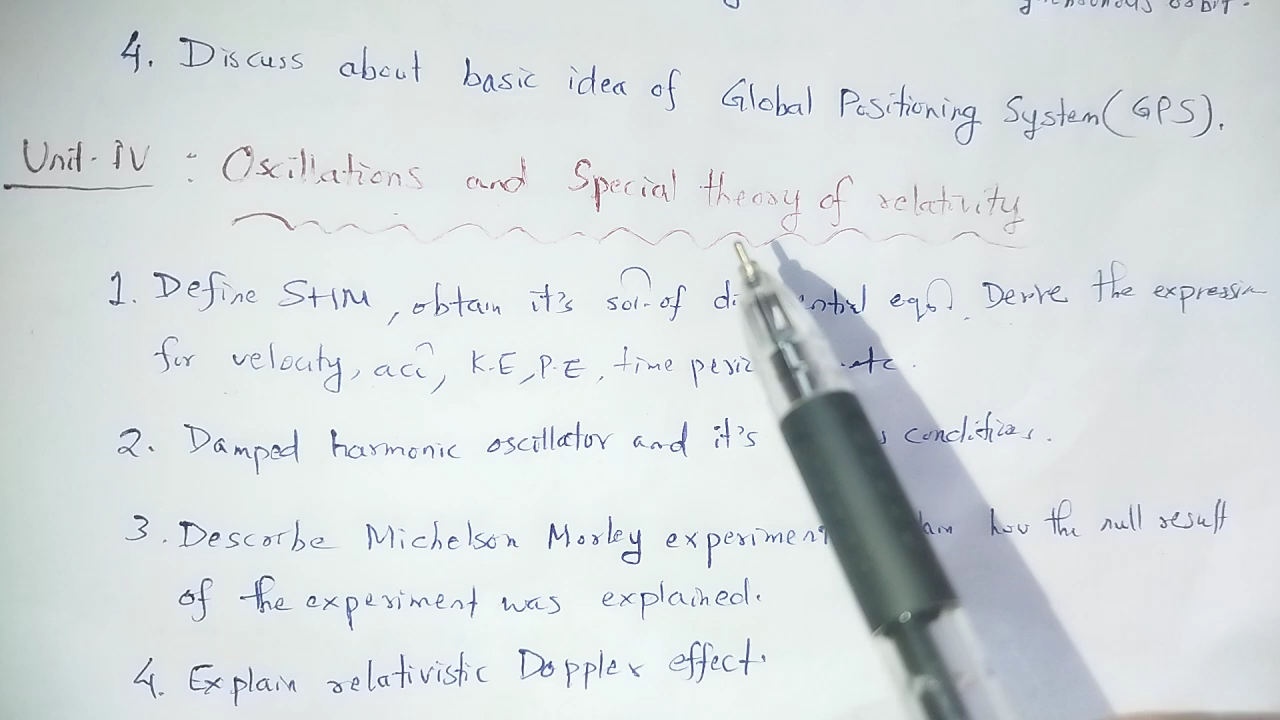 4. Discuss about basic idea of Global Positioning System (GPS).
Unit-IV : Oscillations and Special theory of relativity
1. Define SHM, obtain it's sol. of eqn. Derive the expression
for velocity, acc, K.E, P.E, time etc.
2. Damped harmonic oscillator and it's conditions.
3. Describe Michelson Morley experiment how the null result
of the experiment was explained.
4. Explain relativistic Doppler effect.